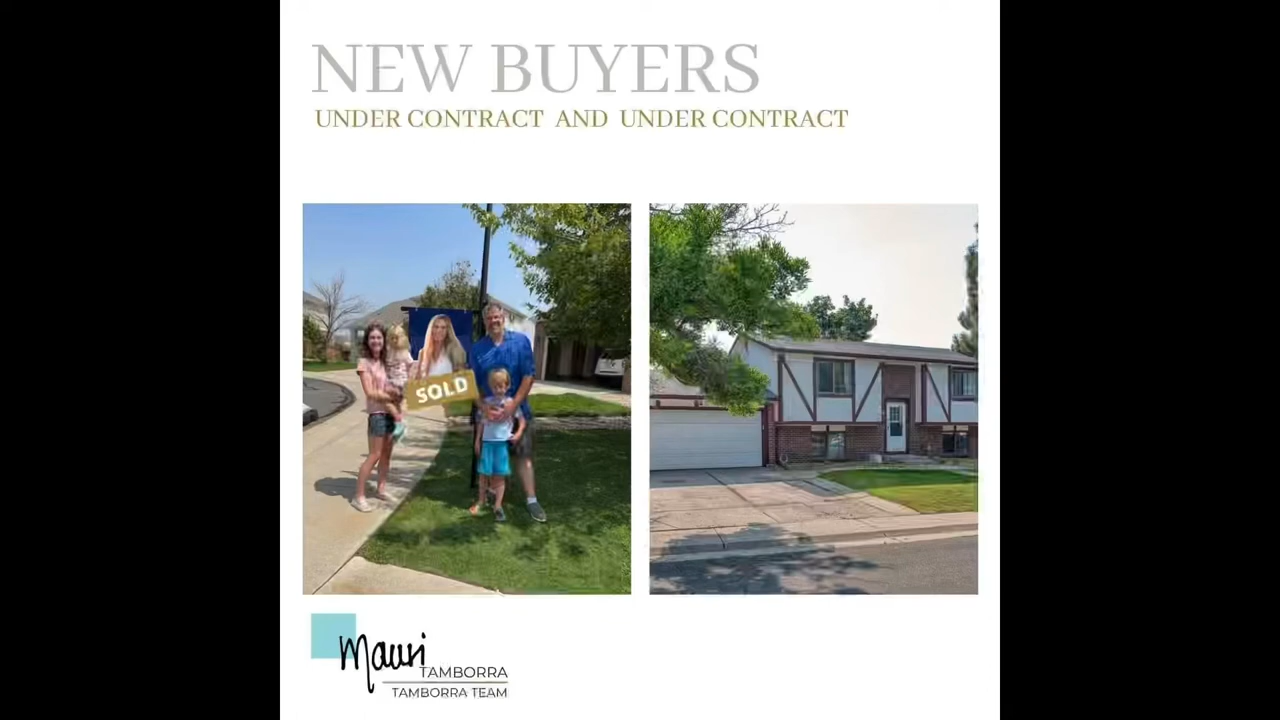 NEW BUYERS
UNDER CONTRACT AND UNDER CONTRACT
SOLD
Mauri
TAMBORRA
TAMBORRA TEAM